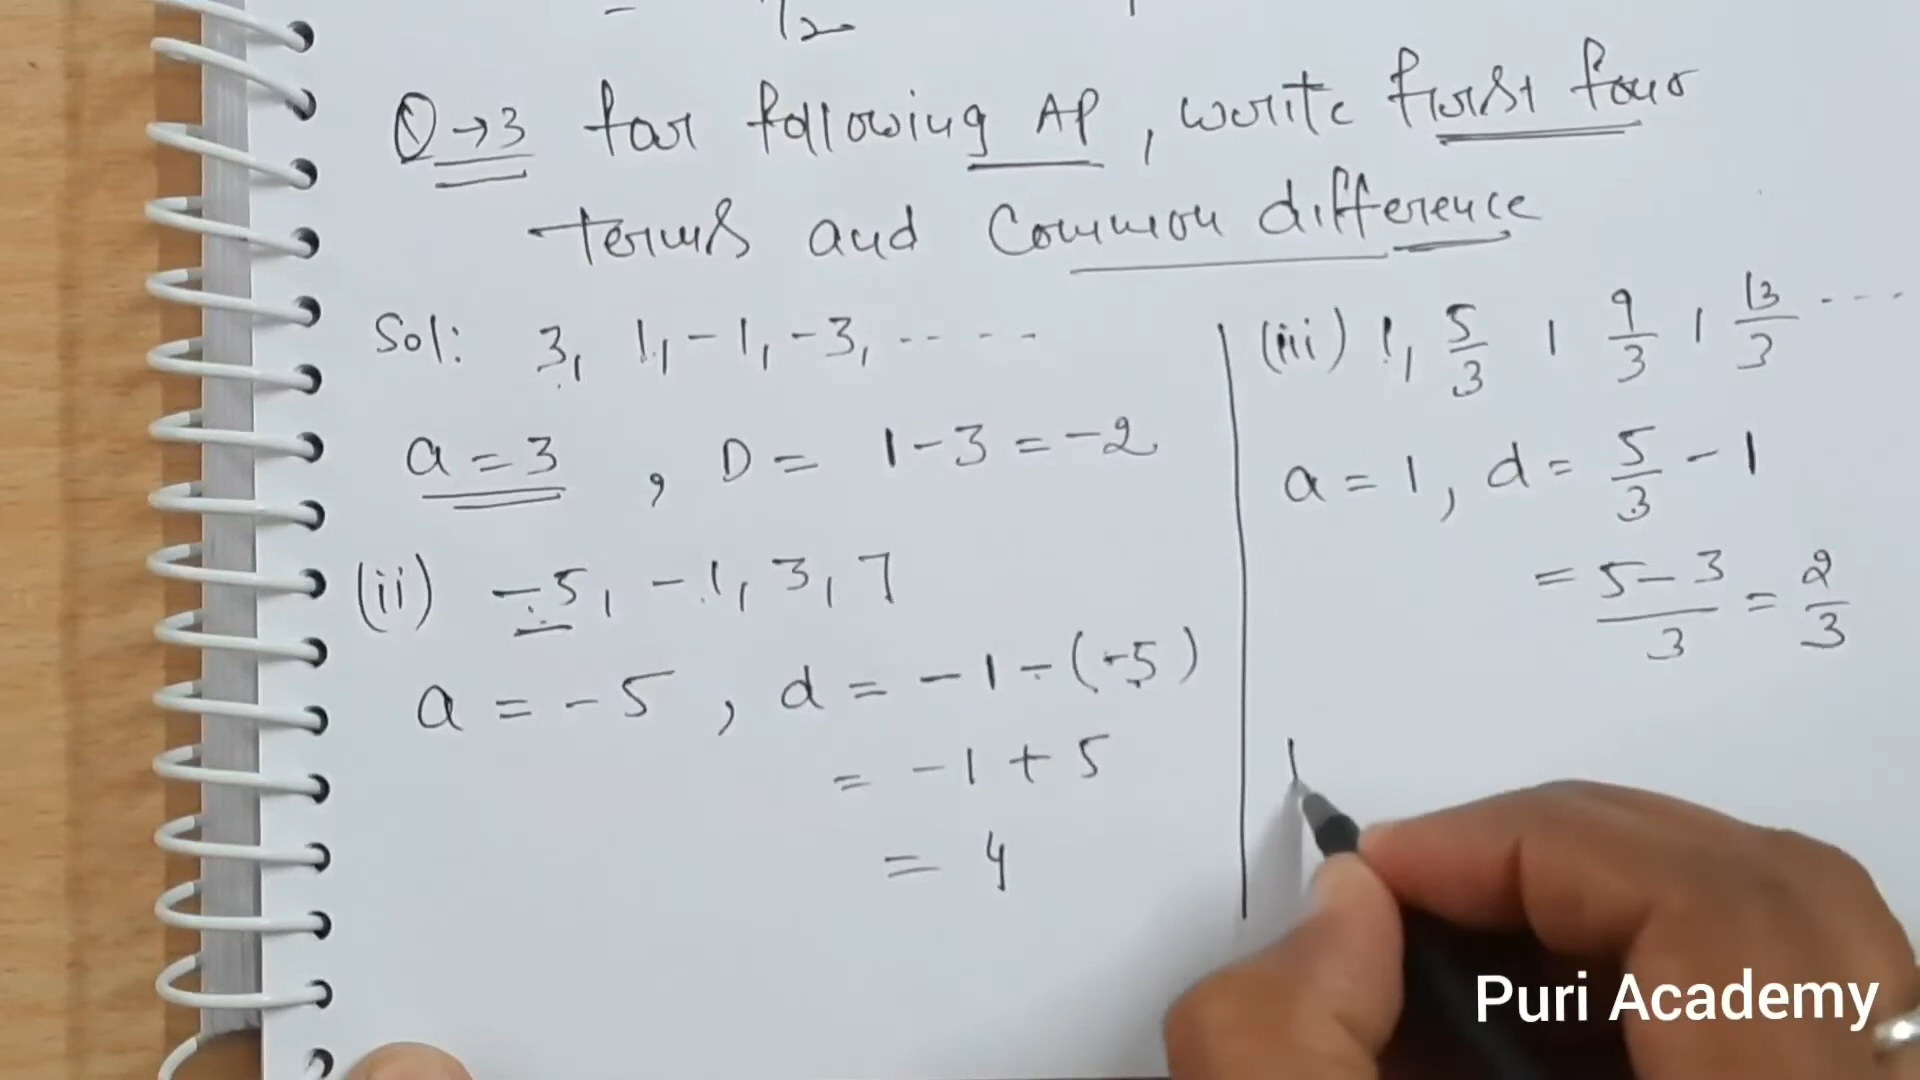 Q→3 for following AP, write first four
terms and Common difference
Sol: 3, 1, -1, -3, ----
a = 3 , D = 1-3 = -2
(ii) -5, -1, 3, 7
a = -5 , d = -1-(-5)
= -1 + 5
= 4
(iii) 1, 5/3 , 9/3 , 13/3 ---
a = 1, d = 5/3 - 1
= 5-3/3 = 2/3
Puri Academy